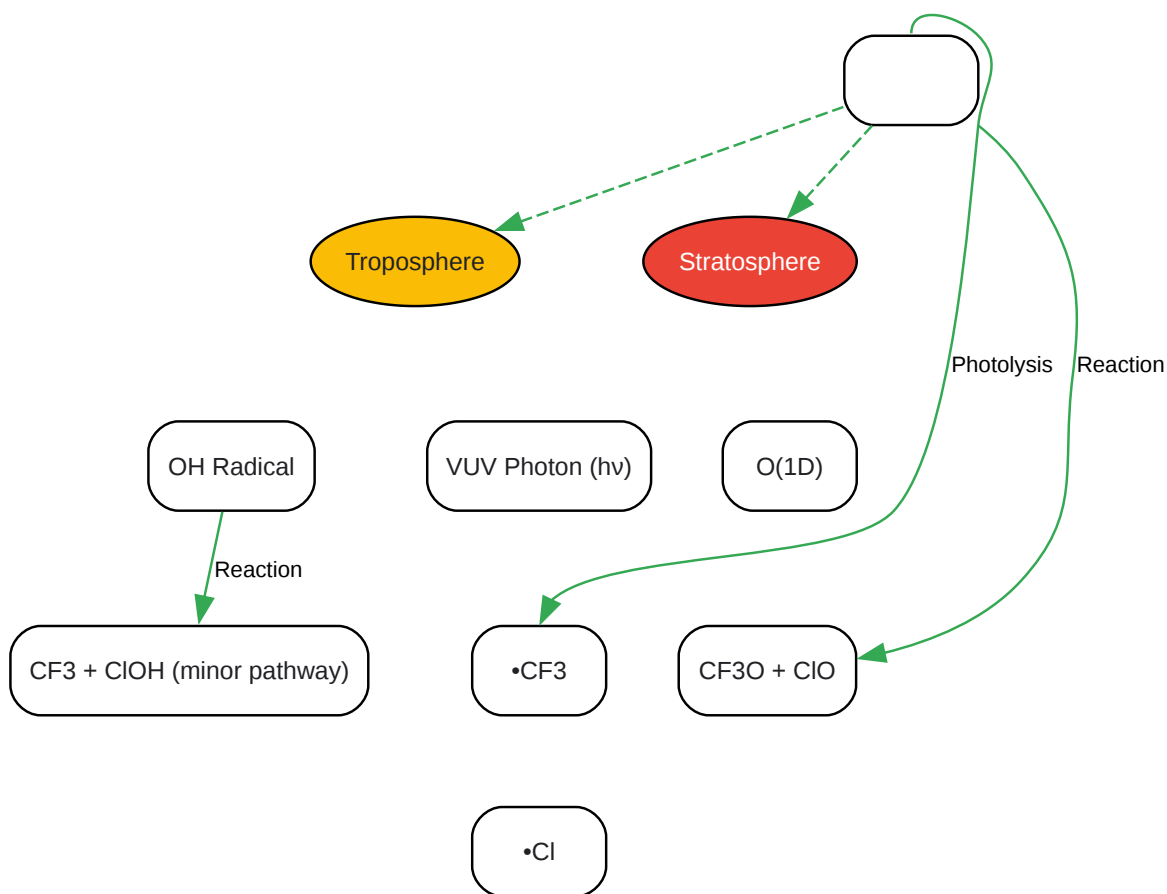 Troposphere
Stratosphere
Photolysis
Reaction
OH Radical
VUV Photon (hν)
O(1D)
Reaction
CF3 + ClOH (minor pathway)
•CF3
CF3O + ClO
•Cl